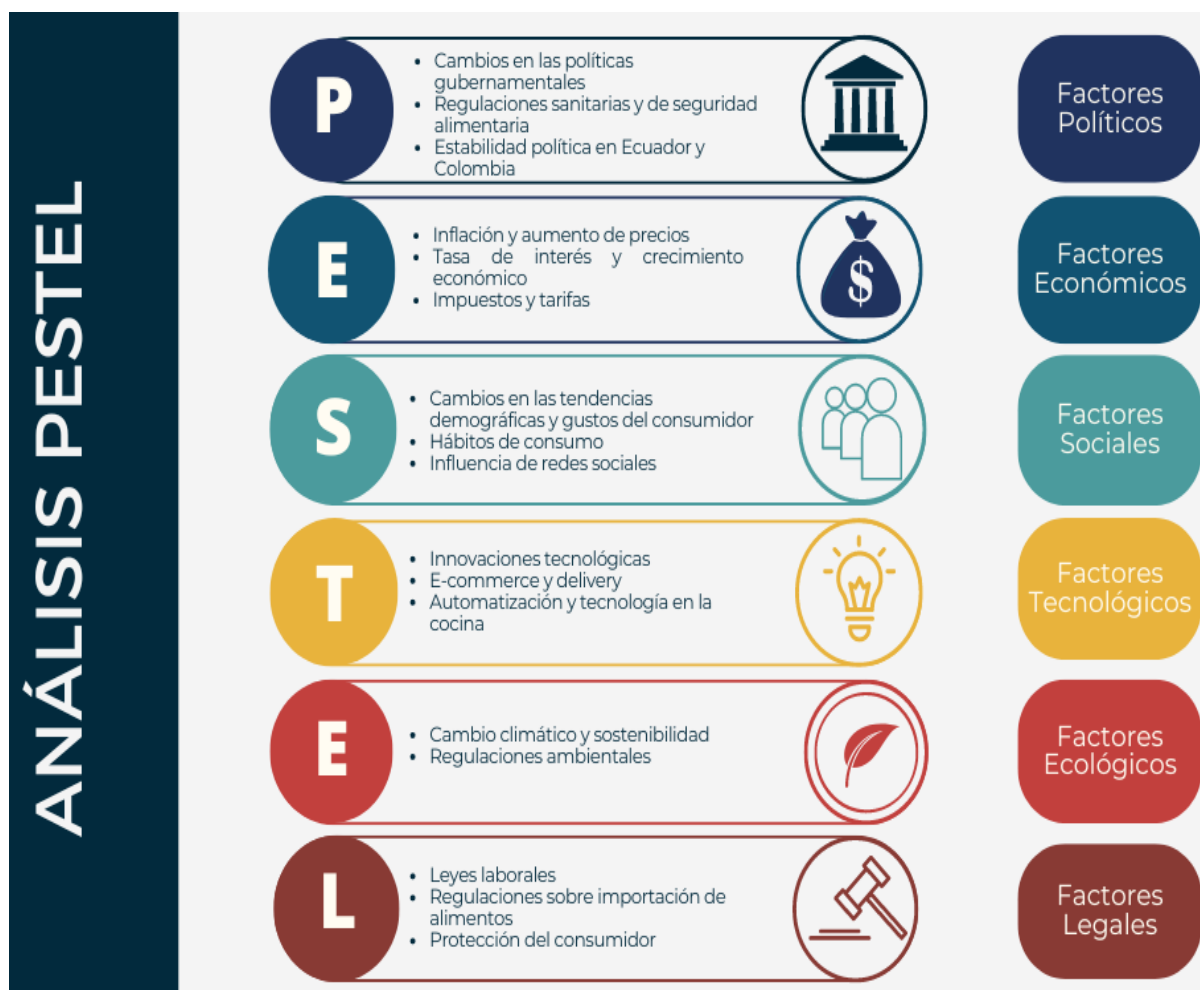 ANÁLISIS PESTEL
P
• Cambios en las políticas
gubernamentales
• Regulaciones sanitarias y de seguridad
alimentaria
• Estabilidad política en Ecuador y
Colombia
Factores
Políticos
E
• Inflación y aumento de precios
• Tasa de interés y crecimiento
económico
• Impuestos y tarifas
$
Factores
Económicos
S
• Cambios en las tendencias
demográficas y gustos del consumidor
• Hábitos de consumo
• Influencia de redes sociales
Factores
Sociales
T
• Innovaciones tecnológicas
• E-commerce y delivery
• Automatización y tecnología en la
cocina
Factores
Tecnológicos
E
• Cambio climático y sostenibilidad
• Regulaciones ambientales
Factores
Ecológicos
L
• Leyes laborales
• Regulaciones sobre importación de
alimentos
• Protección del consumidor
Factores
Legales